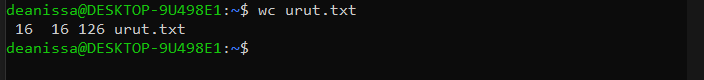 deanissa@DESKTOP-9U498E1:~$ wc urut.txt
 16  16 126 urut.txt
deanissa@DESKTOP-9U498E1:~$